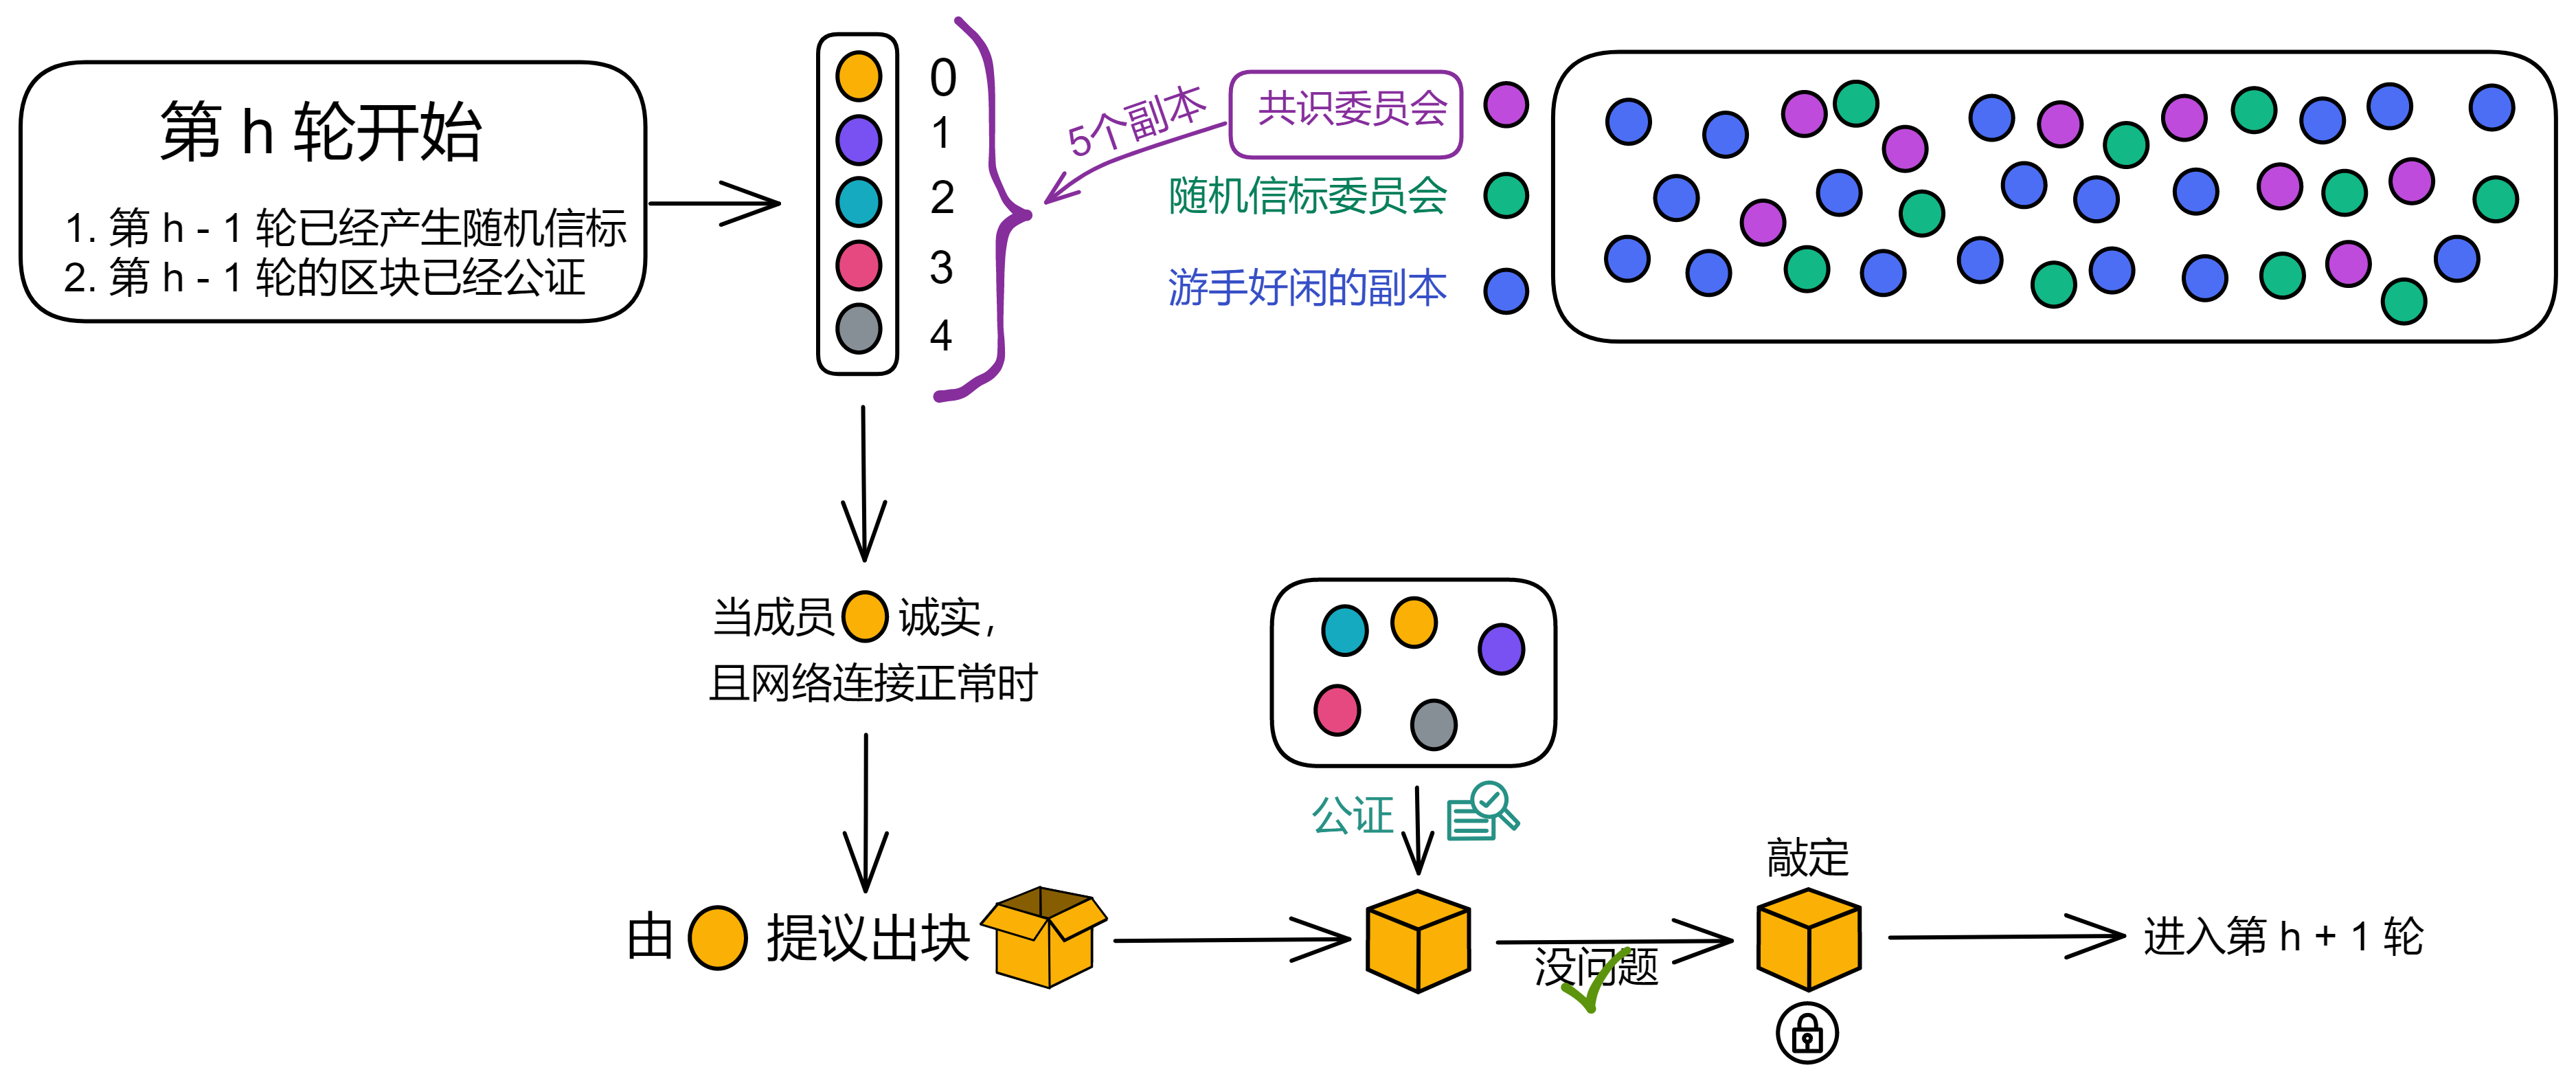 第 h 轮开始
1. 第 h - 1 轮已经产生随机信标
2. 第 h - 1 轮的区块已经公证
0
1
2
3
4
5个副本
共识委员会
随机信标委员会
游手好闲的副本
当成员 诚实，
且网络连接正常时
公证
由 提议出块
没问题
敲定
进入第 h + 1 轮